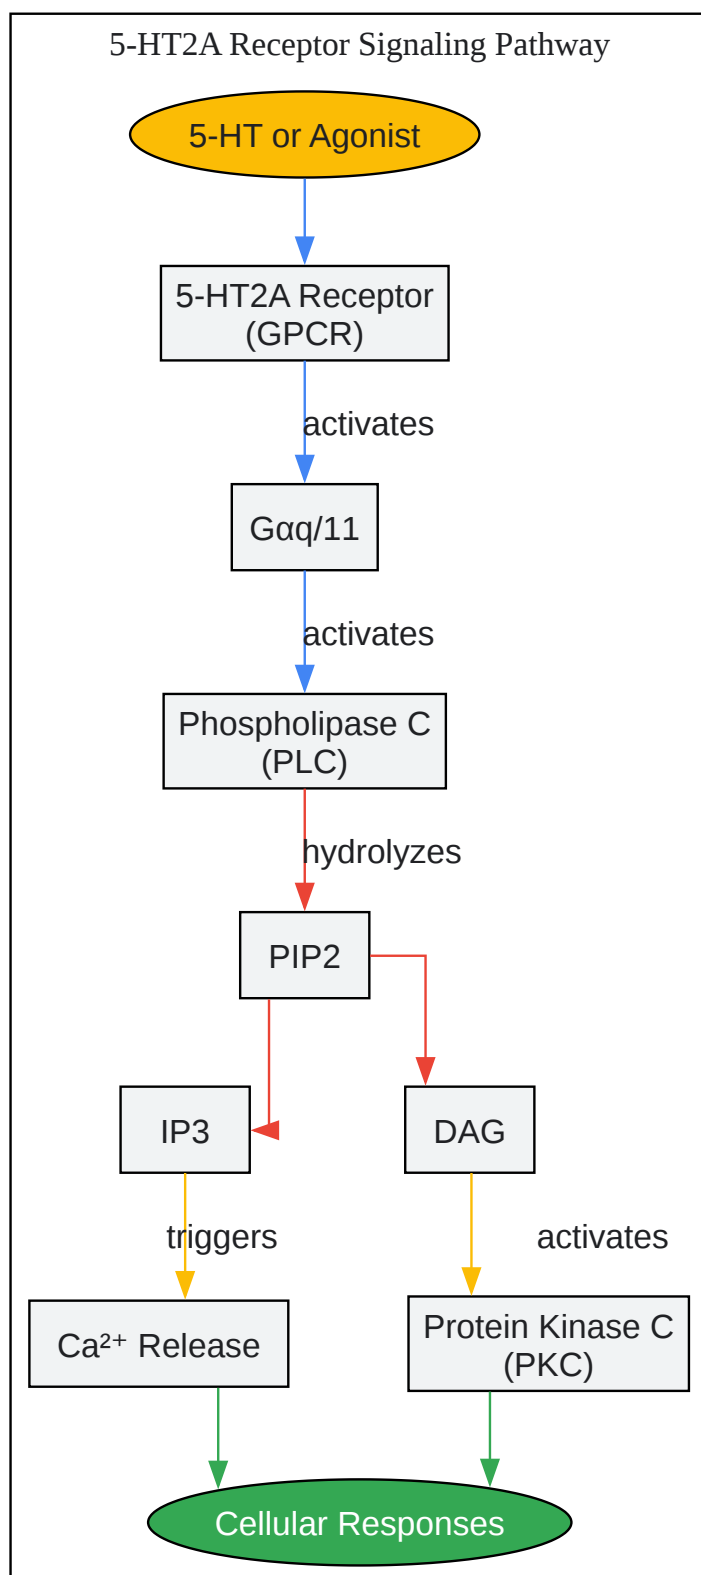 5-HT2A Receptor Signaling Pathway
5-HT or Agonist
5-HT2A Receptor
(GPCR)
activates
Gαq/11
activates
Phospholipase C
(PLC)
hydrolyzes
PIP2
IP3
DAG
triggers
activates
Ca²⁺ Release
Protein Kinase C
(PKC)
Cellular Responses